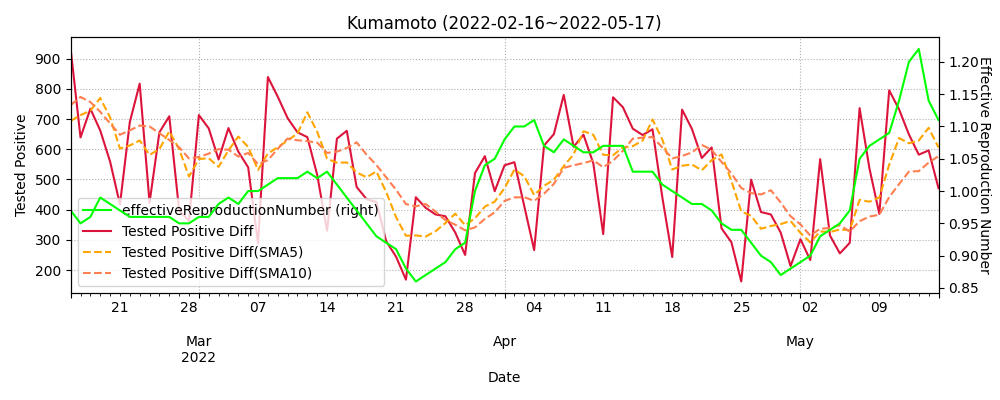 Kumamoto (2022-02-16~2022-05-17)
Tested Positive
900
800
700
600
500
400
300
200
1.20
1.15
1.10
1.05
1.00
0.95
0.90
0.85
Effective Reproduction Number
effectiveReproductionNumber (right)
Tested Positive Diff
Tested Positive Diff(SMA5)
Tested Positive Diff(SMA10)
21 28 07 14 21 28 04 11 18 25 02 09
Mar Apr May
2022
Date